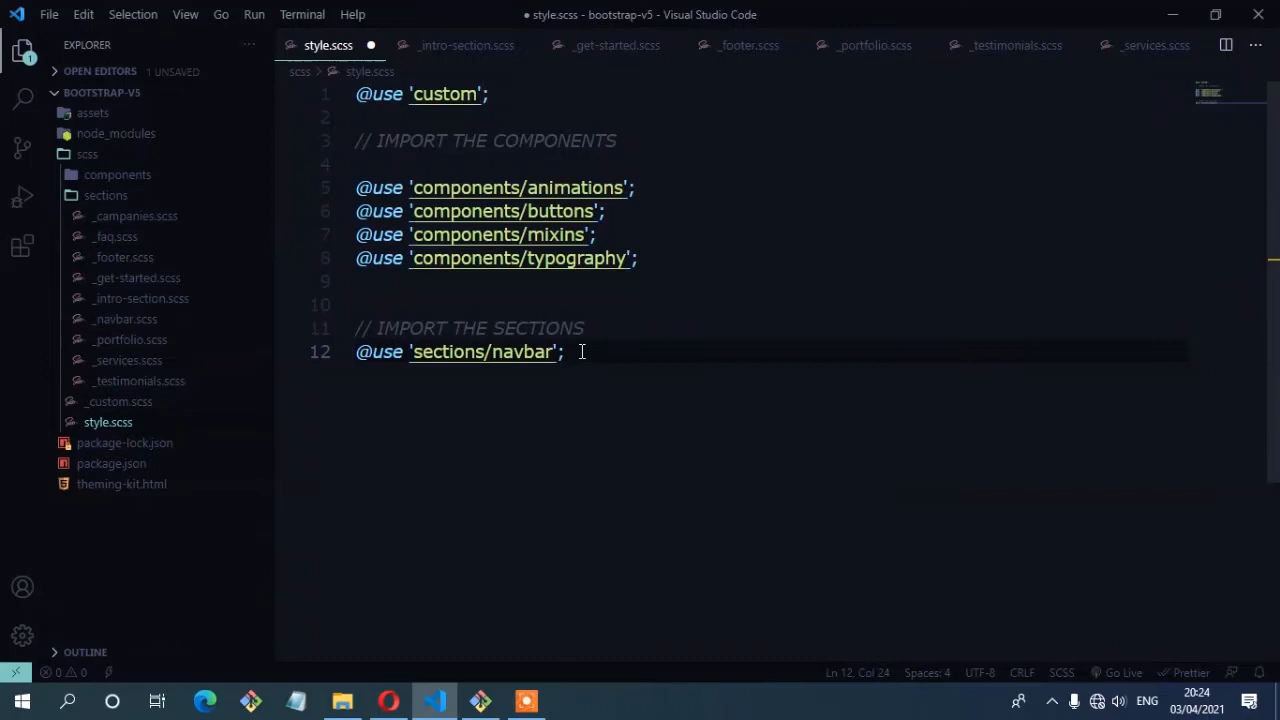 File Edit Selection View Go Run Terminal Help
● style.scss - bootstrap-v5 - Visual Studio Code
EXPLORER
OPEN EDITORS 1 UNSAVED
BOOTSTRAP-V5
assets
node_modules
scss
components
sections
_campanies.scss
_faq.scss
_footer.scss
_get-started.scss
_intro-section.scss
_navbar.scss
_portfolio.scss
_services.scss
_testimonials.scss
_custom.scss
style.scss
package-lock.json
package.json
theming-kit.html
OUTLINE
style.scss ● _intro-section.scss _get-started.scss _footer.scss _portfolio.scss _testimonials.scss _services.scss
scss > style.scss
1 @use 'custom';
2
3 // IMPORT THE COMPONENTS
4
5 @use 'components/animations';
6 @use 'components/buttons';
7 @use 'components/mixins';
8 @use 'components/typography';
9
10
11 // IMPORT THE SECTIONS
12 @use 'sections/navbar';
1
0 0 Ln 12, Col 24 Spaces: 4 UTF-8 CRLF SCSS Go Live Prettier
ENG 20:24
03/04/2021